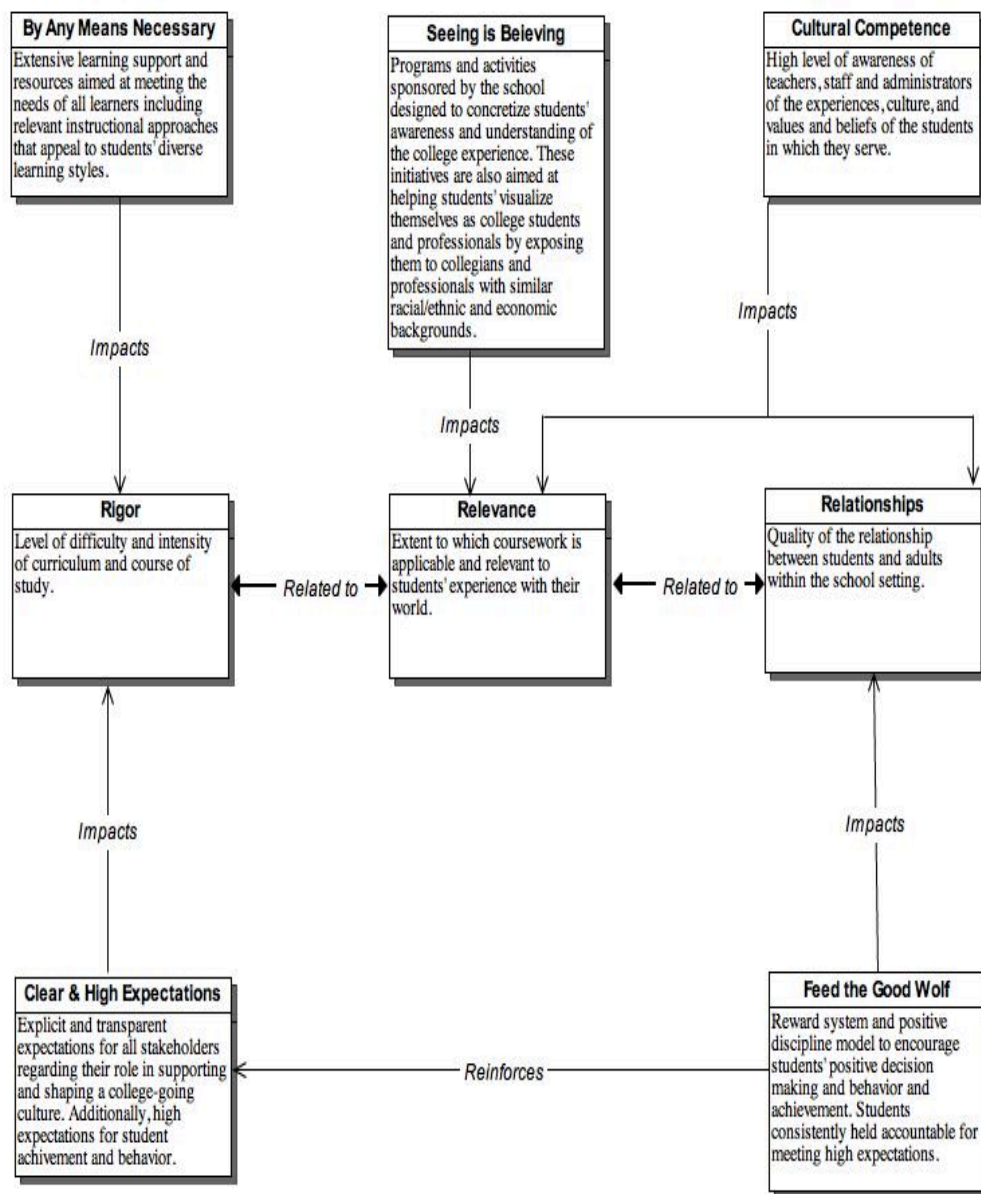 By Any Means Necessary
Extensive learning support and
resources aimed at meeting the
needs of all learners including
relevant instructional approaches
that appeal to students' diverse
learning styles.
Seeing is Beieving
Programs and activities
sponsored by the school
designed to concretize students'
awareness and understanding of
the college experience. These
initiatives are also aimed at
helping students' visualize
themselves as college students
and professionals by exposing
them to collegians and
professionals with similar
racial/ethnic and economic
backgrounds.
Cultural Competence
High level of awareness of
teachers, staff and administrators
of the experiences, culture, and
values and beliefs of the students
in which they serve.
Impacts
Impacts
Impacts
Rigor
Level of difficulty and intensity
of curriculum and course of
study.
Related to
Relevance
Extent to which coursework is
applicable and relevant to
students' experience with their
world.
Related to
Relationships
Quality of the relationship
between students and adults
within the school setting.
Impacts
Impacts
Clear & High Expectations
Explicit and transparent
expectations for all stakeholders
regarding their role in supporting
and shaping a college-going
culture. Additionally, high
expectations for student
achivement and behavior.
Reinforces
Feed the Good Wolf
Reward system and positive
discipline model to encourage
students' positive decision
making and behavior and
achievement. Students
consistently held accountable for
meeting high expectations.